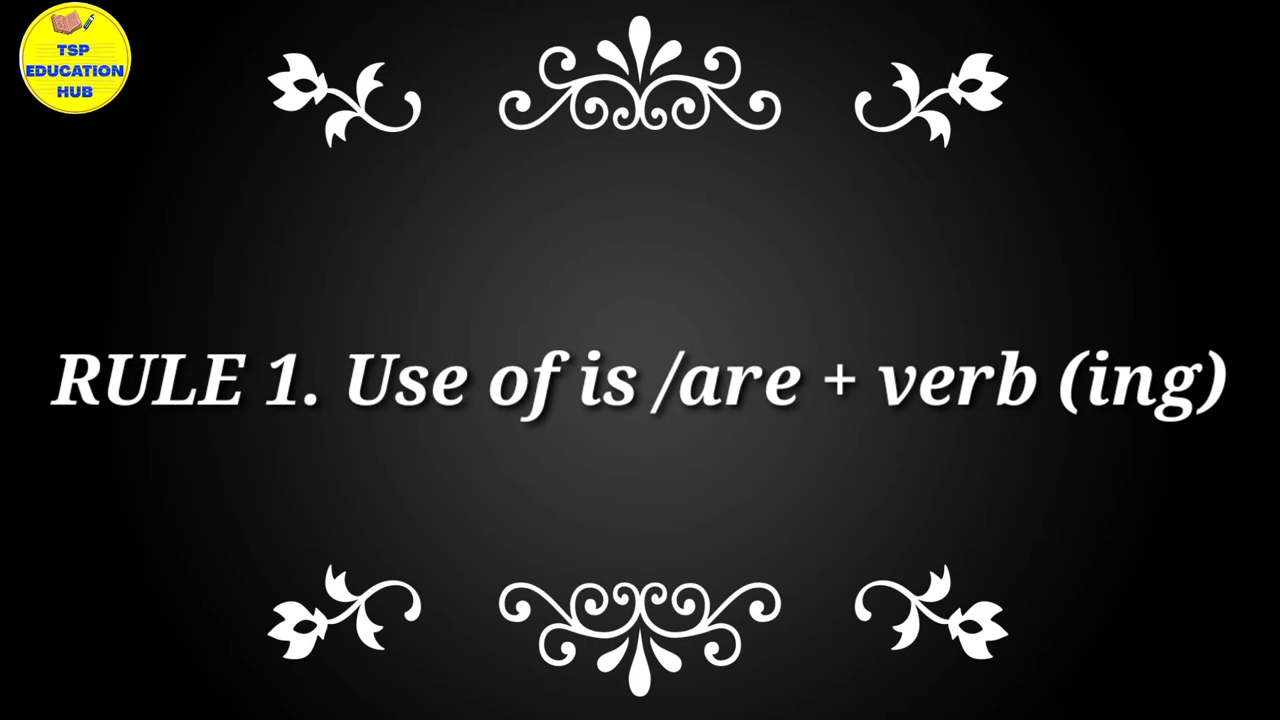 TSP
EDUCATION
HUB
RULE 1. Use of is /are + verb (ing)